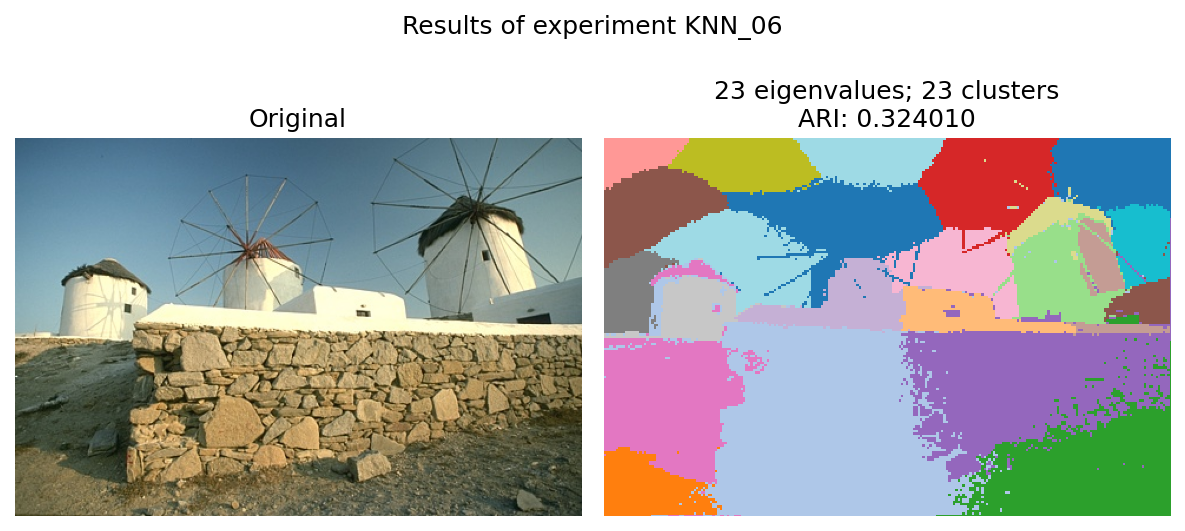 Results of experiment KNN_06
Original
23 eigenvalues; 23 clusters
ARI: 0.324010